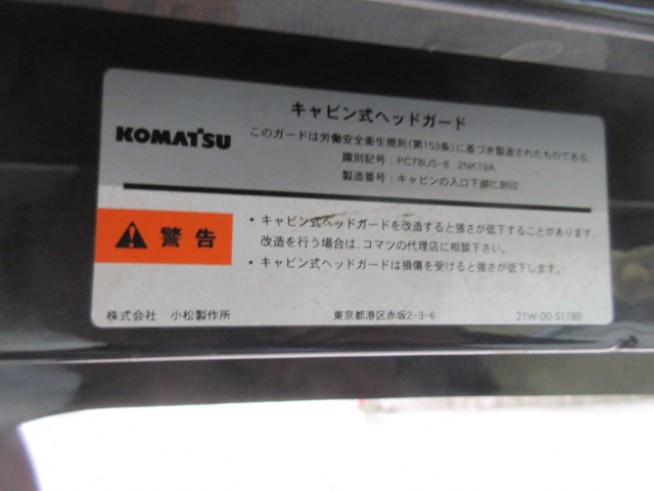 キャビン式ヘッドガード
KOMATSU
このガードは労働安全衛生規則(第153条)に基づき製造されたものである。
識別記号：PC78US-8 2NK19A
製造番号：キャビンの入口下部に刻印
警告
・キャビン式ヘッドガードを改造すると強さが低下することがあります。
改造を行う場合は、コマツの代理店に相談下さい。
・キャビン式ヘッドガードは損傷を受けると強さが低下します。
株式会社 小松製作所 東京都港区赤坂2-3-6 21W-00-51180